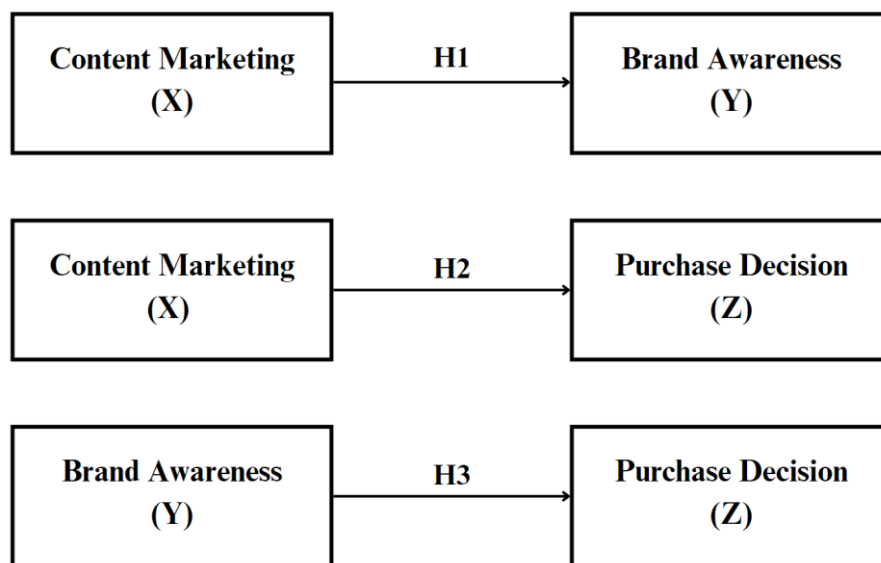 Content Marketing
(X)
H1
Brand Awareness
(Y)
Content Marketing
(X)
H2
Purchase Decision
(Z)
Brand Awareness
(Y)
H3
Purchase Decision
(Z)